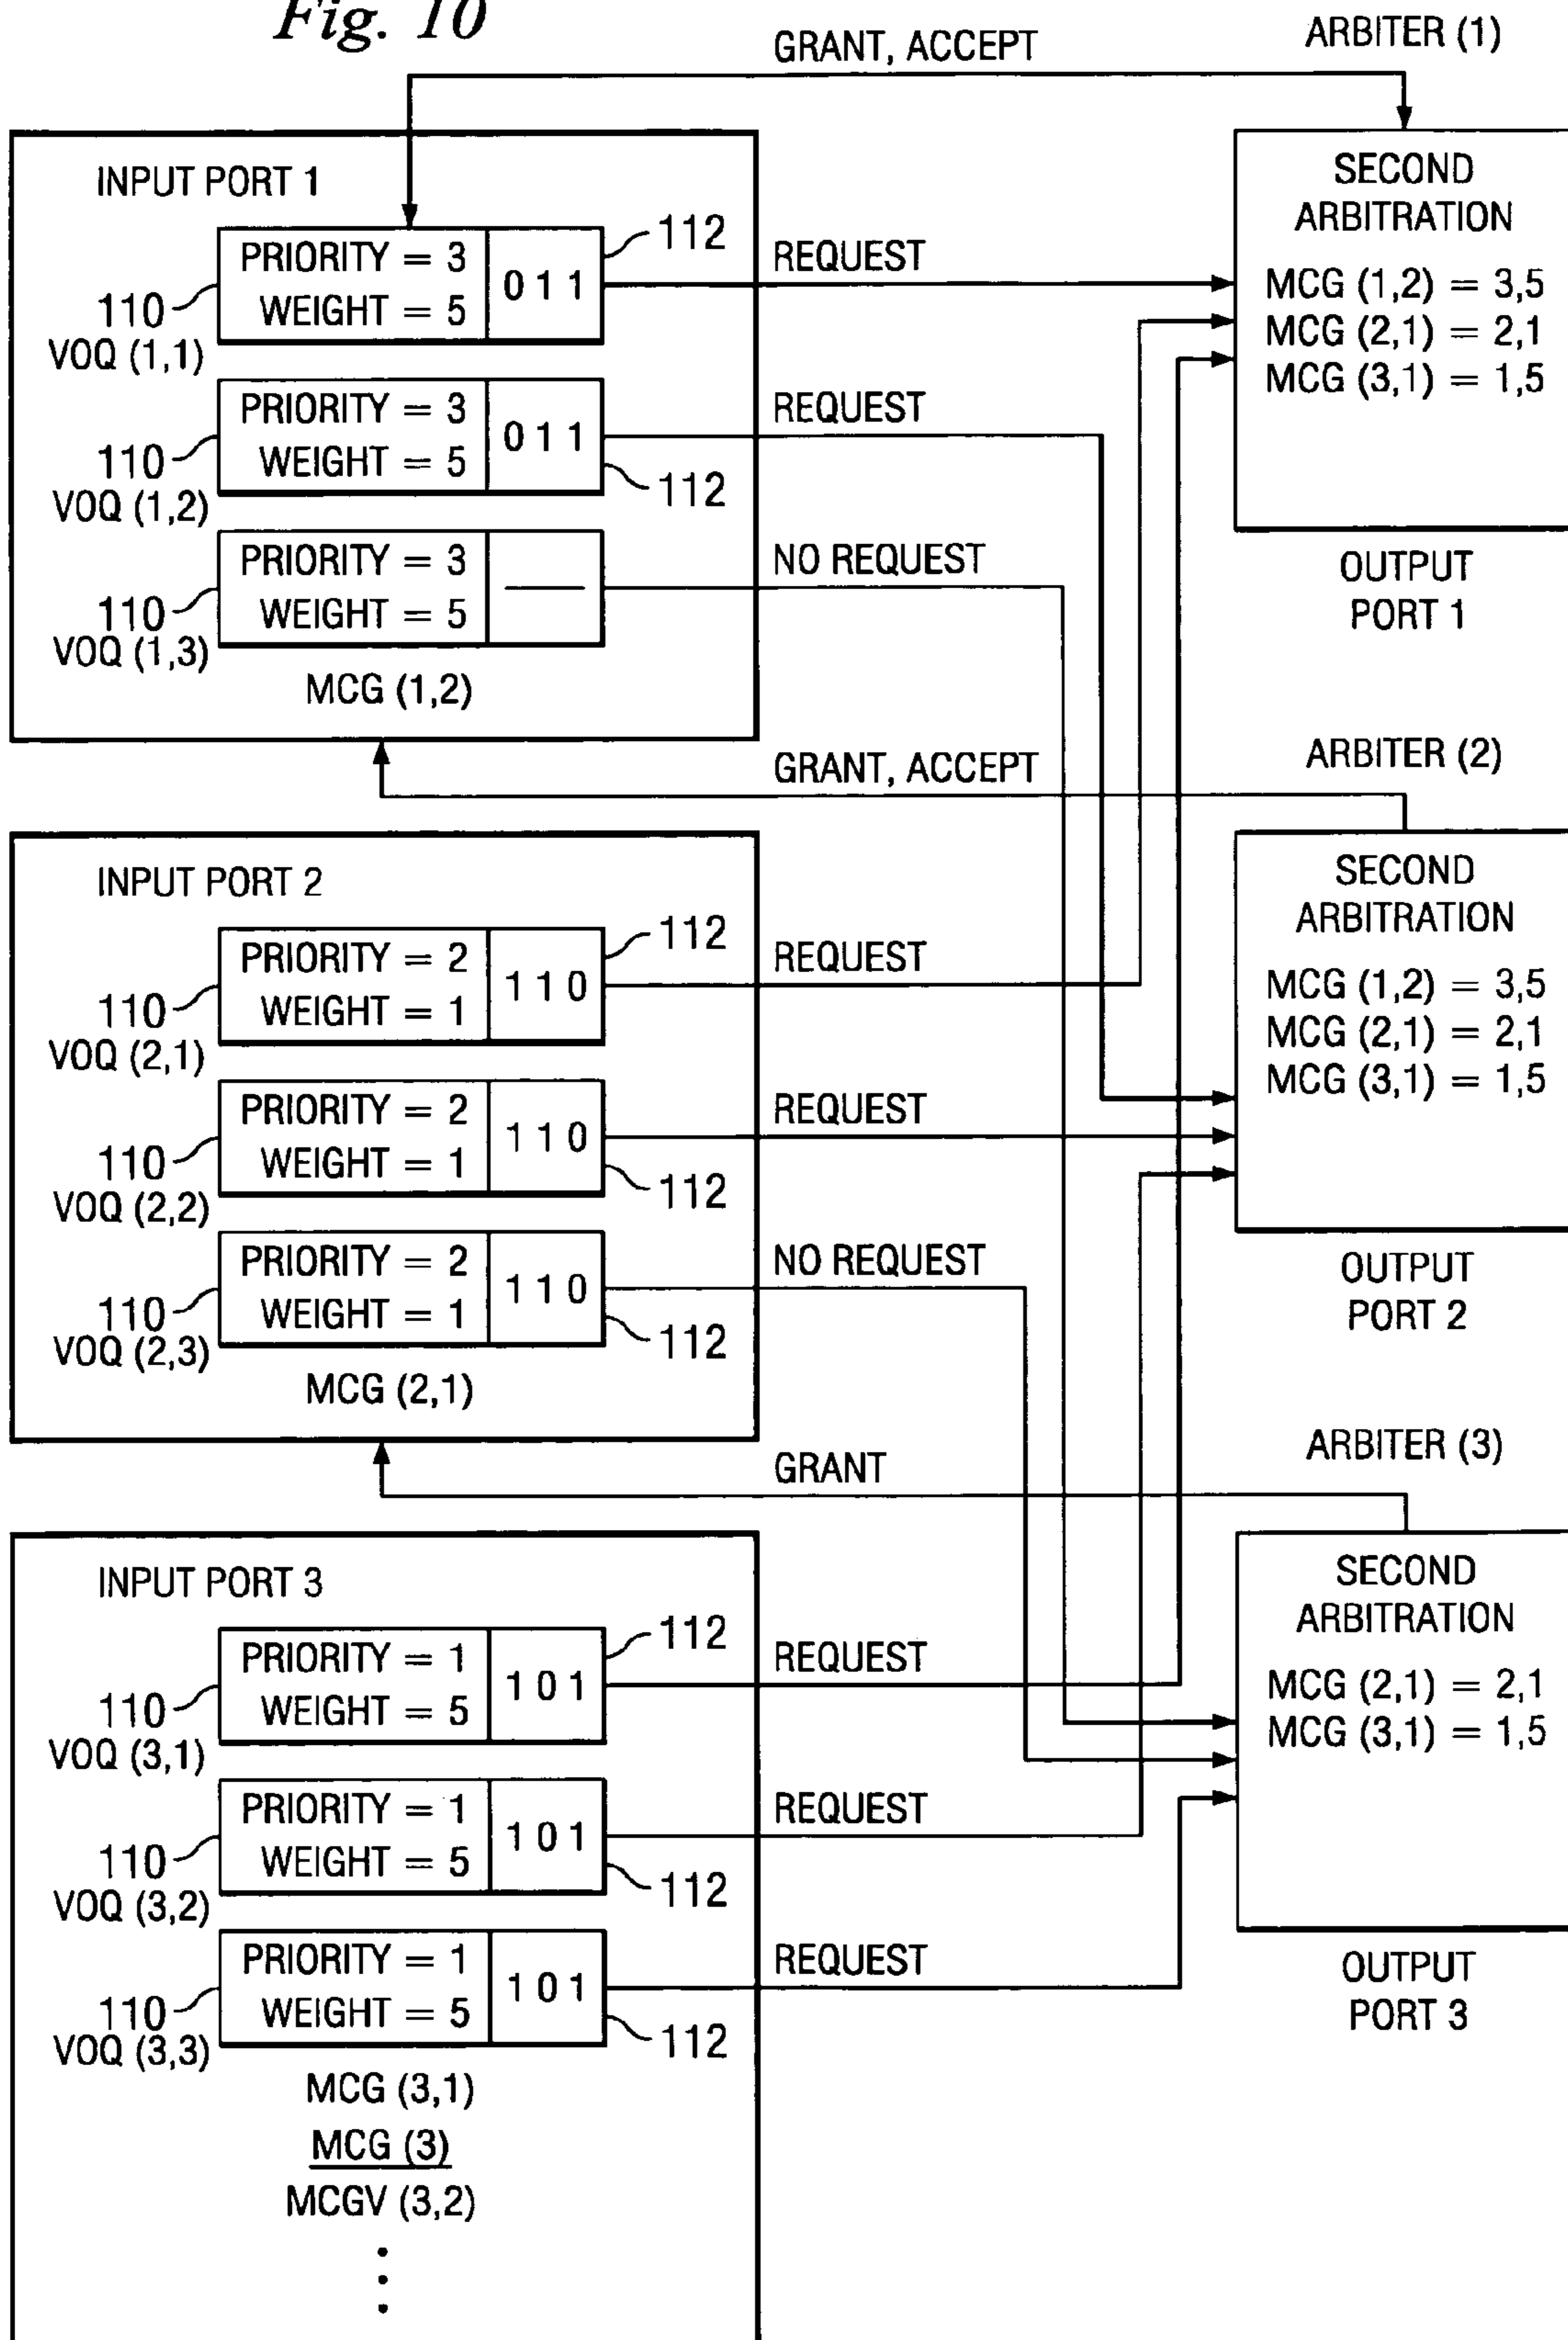 Fig. 10
GRANT, ACCEPT
ARBITER (1)
INPUT PORT 1
PRIORITY = 3
WEIGHT = 5
0 1 1
112
110
VOQ (1,1)
REQUEST
PRIORITY = 3
WEIGHT = 5
0 1 1
112
110
VOQ (1,2)
REQUEST
PRIORITY = 3
WEIGHT = 5
110
VOQ (1,3)
NO REQUEST
MCG (1,2)
SECOND
ARBITRATION
MCG (1,2) = 3,5
MCG (2,1) = 2,1
MCG (3,1) = 1,5
OUTPUT
PORT 1
GRANT, ACCEPT
ARBITER (2)
INPUT PORT 2
PRIORITY = 2
WEIGHT = 1
1 1 0
112
110
VOQ (2,1)
REQUEST
PRIORITY = 2
WEIGHT = 1
1 1 0
112
110
VOQ (2,2)
REQUEST
PRIORITY = 2
WEIGHT = 1
1 1 0
112
110
VOQ (2,3)
NO REQUEST
MCG (2,1)
SECOND
ARBITRATION
MCG (1,2) = 3,5
MCG (2,1) = 2,1
MCG (3,1) = 1,5
OUTPUT
PORT 2
GRANT
ARBITER (3)
INPUT PORT 3
PRIORITY = 1
WEIGHT = 5
1 0 1
112
110
VOQ (3,1)
REQUEST
PRIORITY = 1
WEIGHT = 5
1 0 1
112
110
VOQ (3,2)
REQUEST
PRIORITY = 1
WEIGHT = 5
1 0 1
112
110
VOQ (3,3)
REQUEST
MCG (3,1)
MCG (3)
MCGV (3,2)
SECOND
ARBITRATION
MCG (2,1) = 2,1
MCG (3,1) = 1,5
OUTPUT
PORT 3